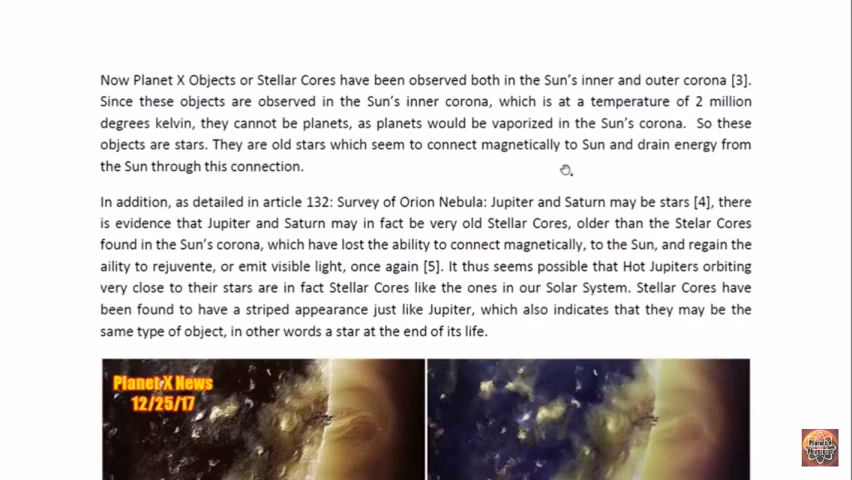 Now Planet X Objects or Stellar Cores have been observed both in the Sun's inner and outer corona [3].
Since these objects are observed in the Sun's inner corona, which is at a temperature of 2 million
degrees kelvin, they cannot be planets, as planets would be vaporized in the Sun's corona.  So these
objects are stars. They are old stars which seem to connect magnetically to Sun and drain energy from
the Sun through this connection.
In addition, as detailed in article 132: Survey of Orion Nebula: Jupiter and Saturn may be stars [4], there
is evidence that Jupiter and Saturn may in fact be very old Stellar Cores, older than the Stelar Cores
found in the Sun's corona, which have lost the ability to connect magnetically, to the Sun, and regain the
aility to rejuvente, or emit visible light, once again [5]. It thus seems possible that Hot Jupiters orbiting
very close to their stars are in fact Stellar Cores like the ones in our Solar System. Stellar Cores have
been found to have a striped appearance just like Jupiter, which also indicates that they may be the
same type of object, in other words a star at the end of its life.
Planet X News
12/25/17